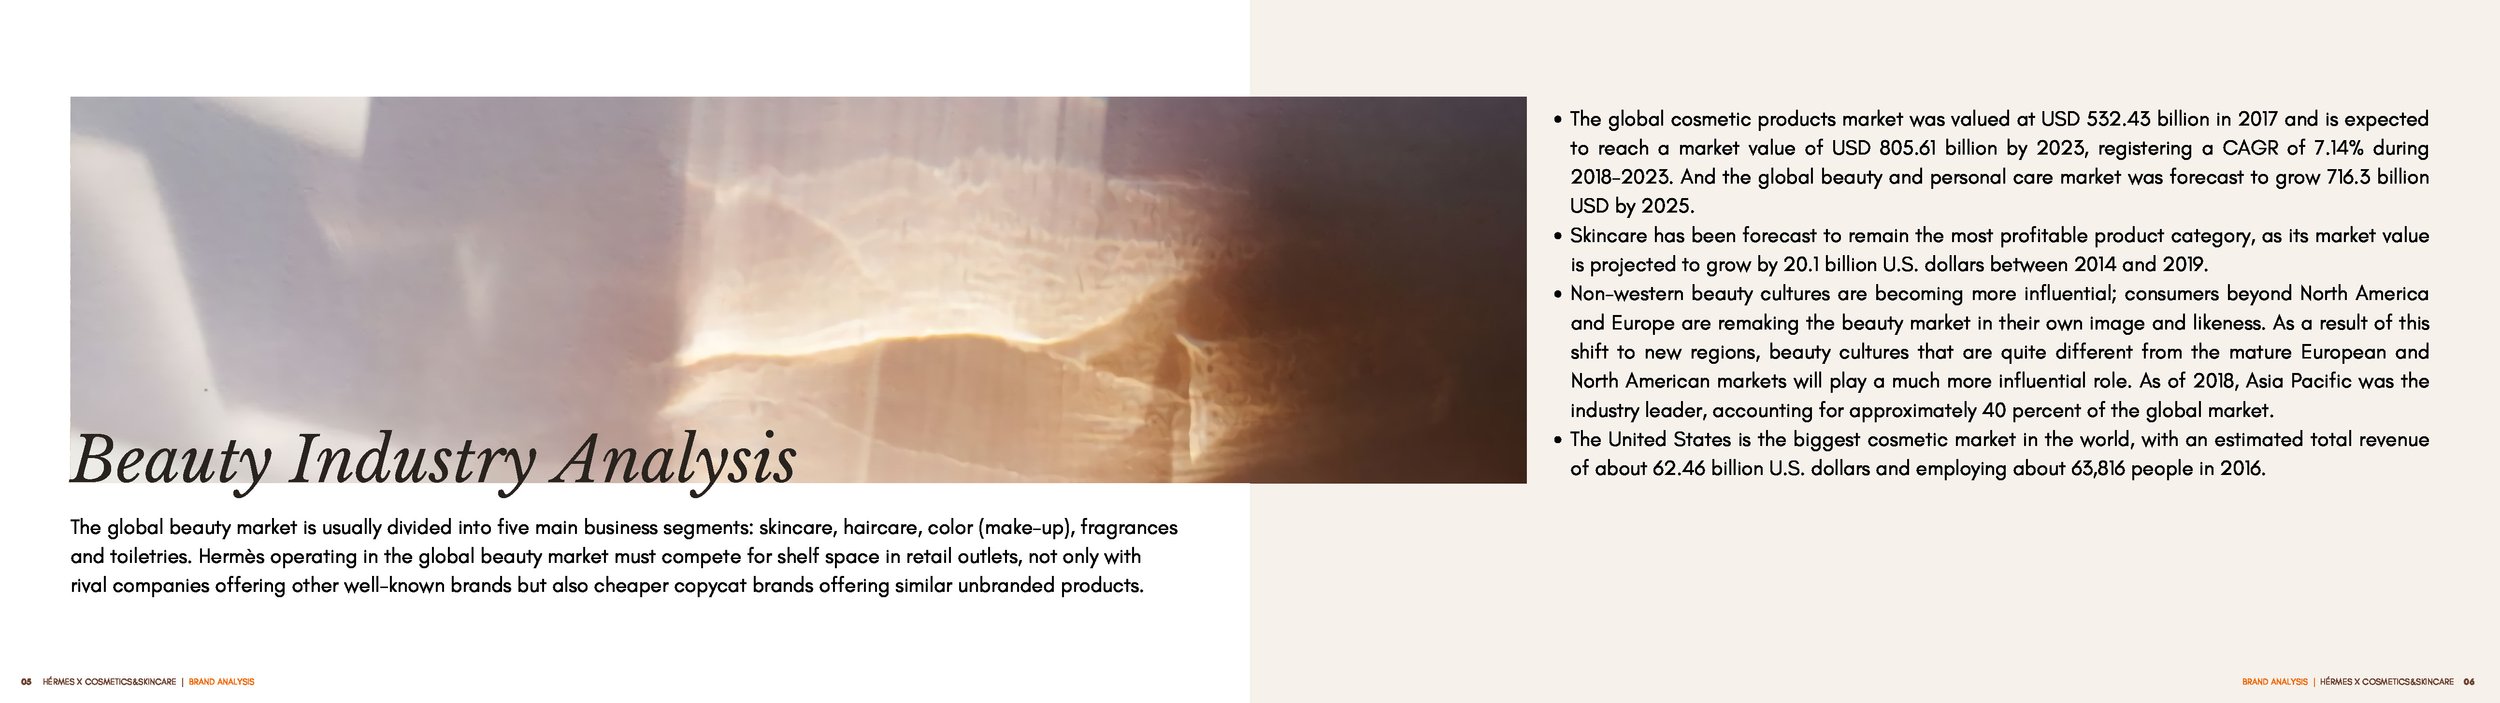 Beauty Industry Analysis
The global beauty market is usually divided into five main business segments: skincare, haircare, color (make-up), fragrances
and toiletries. Hermès operating in the global beauty market must compete for shelf space in retail outlets, not only with
rival companies offering other well-known brands but also cheaper copycat brands offering similar unbranded products.
05 HÉRMES X COSMETICS&SKINCARE | BRAND ANALYSIS
• The global cosmetic products market was valued at USD 532.43 billion in 2017 and is expected
to reach a market value of USD 805.61 billion by 2023, registering a CAGR of 7.14% during
2018-2023. And the global beauty and personal care market was forecast to grow 716.3 billion
USD by 2025.
• Skincare has been forecast to remain the most profitable product category, as its market value
is projected to grow by 20.1 billion U.S. dollars between 2014 and 2019.
• Non-western beauty cultures are becoming more influential; consumers beyond North America
and Europe are remaking the beauty market in their own image and likeness. As a result of this
shift to new regions, beauty cultures that are quite different from the mature European and
North American markets will play a much more influential role. As of 2018, Asia Pacific was the
industry leader, accounting for approximately 40 percent of the global market.
• The United States is the biggest cosmetic market in the world, with an estimated total revenue
of about 62.46 billion U.S. dollars and employing about 63,816 people in 2016.
BRAND ANALYSIS | HÉRMES X COSMETICS&SKINCARE 06